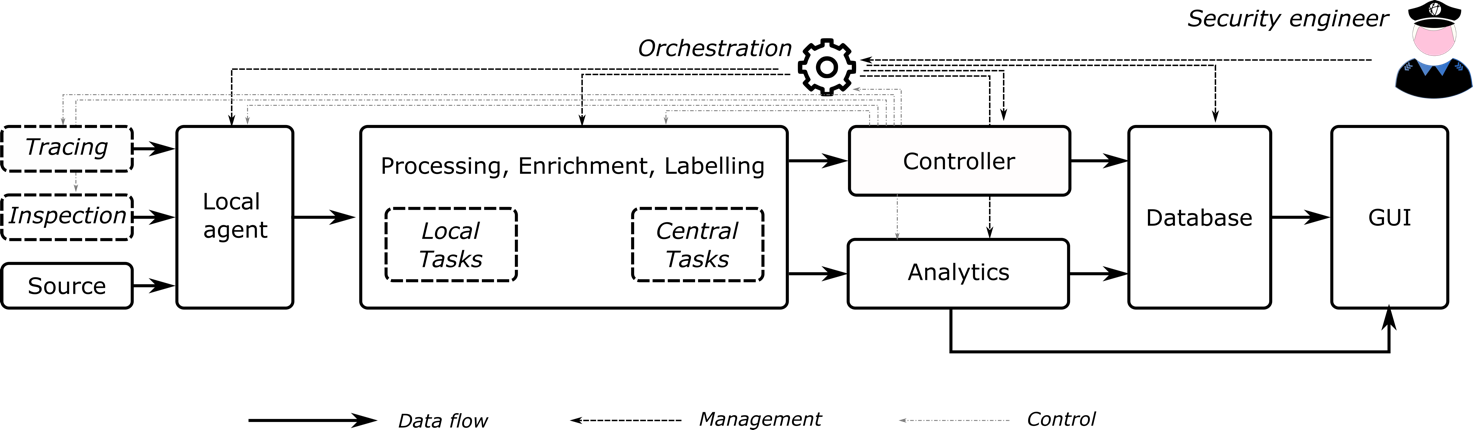 Security engineer
Orchestration
Tracing
Inspection
Source
Local
agent
Processing, Enrichment, Labelling
Local
Tasks
Central
Tasks
Controller
Analytics
Database
GUI
Data flow
Management
Control